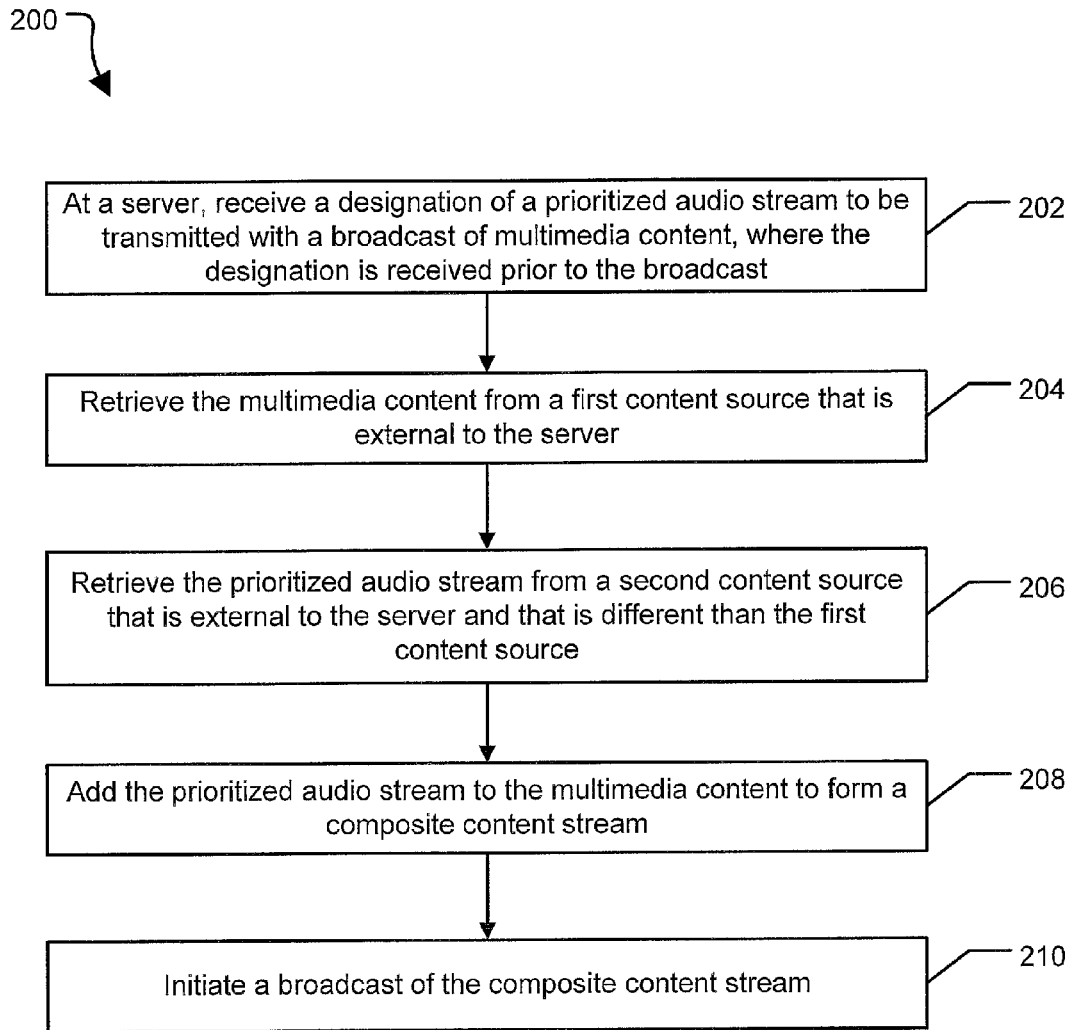 200
At a server, receive a designation of a prioritized audio stream to be
transmitted with a broadcast of multimedia content, where the
designation is received prior to the broadcast
202
Retrieve the multimedia content from a first content source that is
external to the server
204
Retrieve the prioritized audio stream from a second content source
that is external to the server and that is different than the first
content source
206
Add the prioritized audio stream to the multimedia content to form a
composite content stream
208
Initiate a broadcast of the composite content stream
210